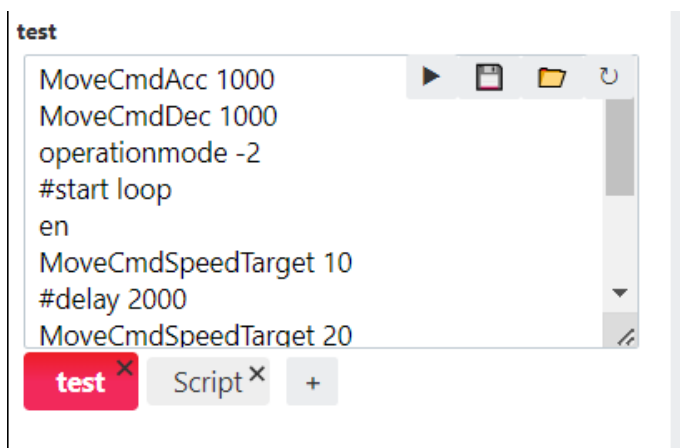 test
MoveCmdAcc 1000
MoveCmdDec 1000
operationmode -2
#start loop
en
MoveCmdSpeedTarget 10
#delay 2000
MoveCmdSpeedTarget 20
test × Script × +